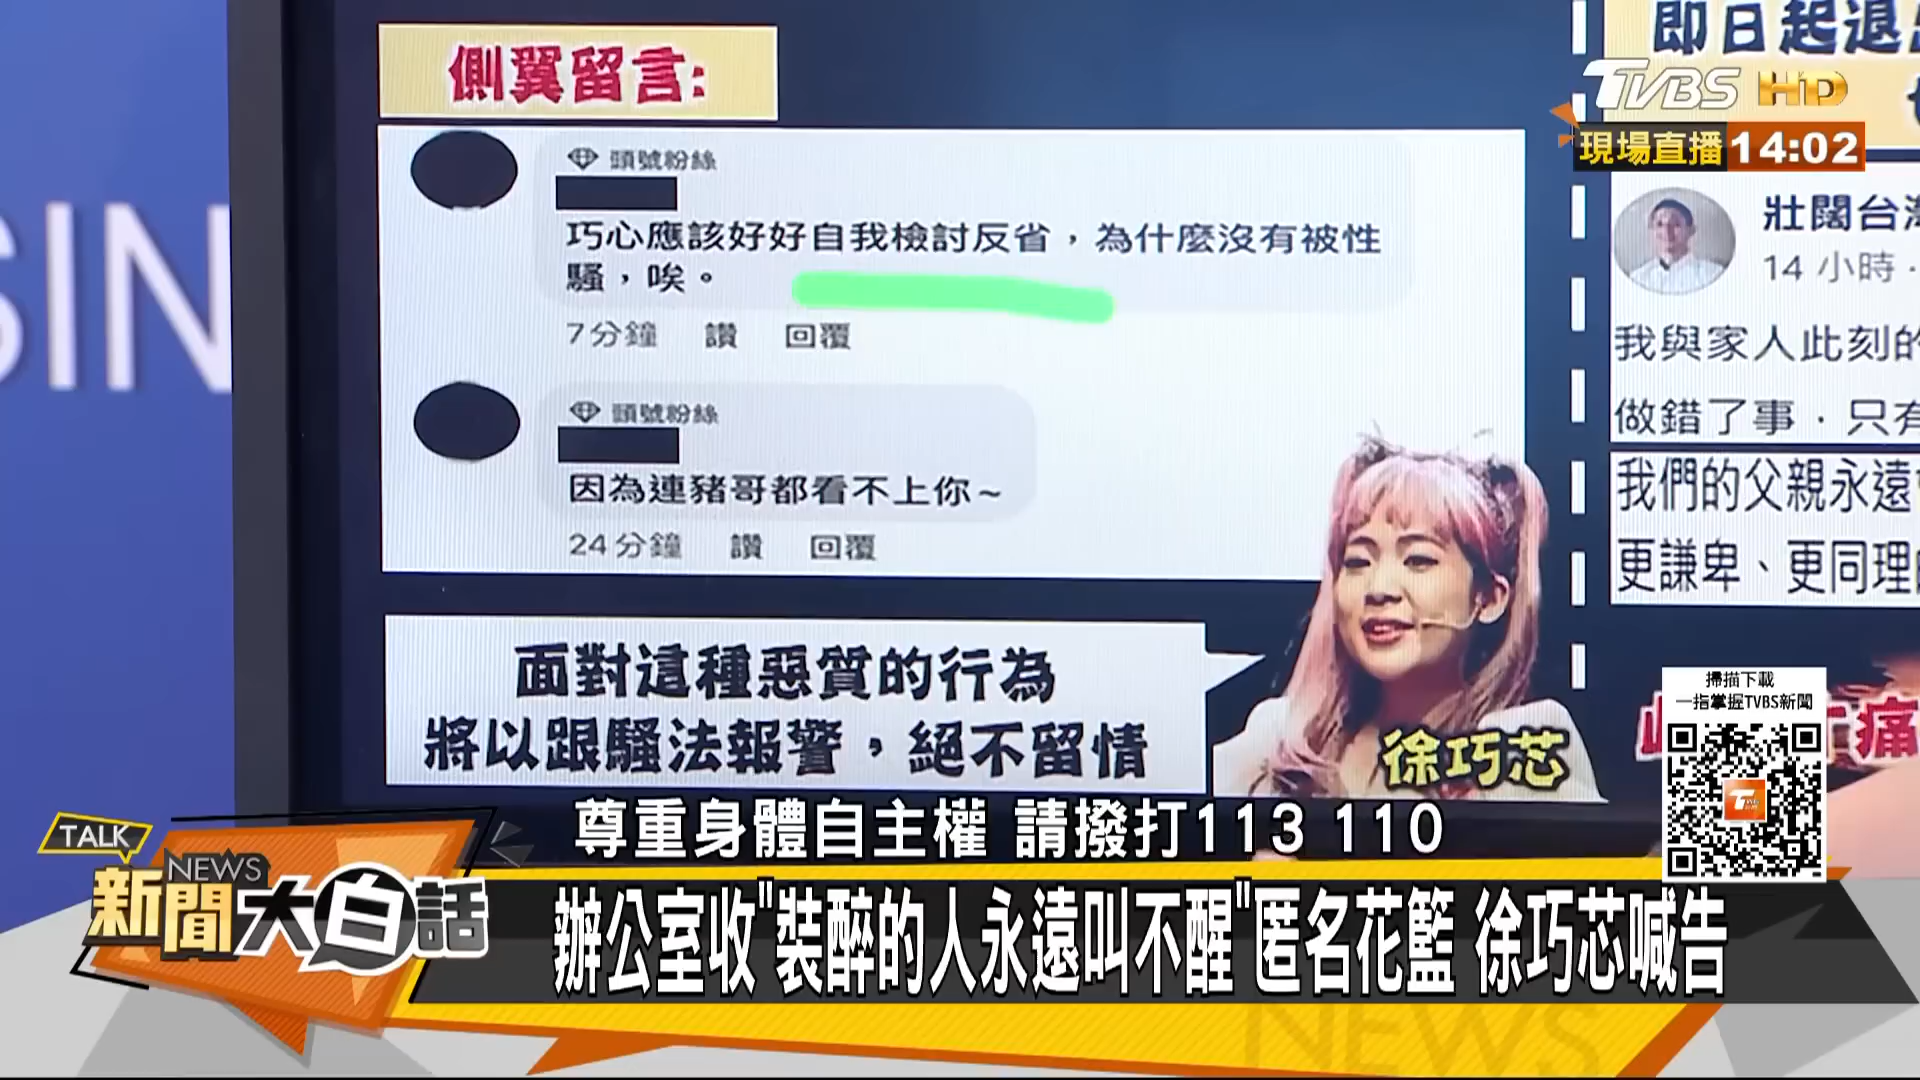 SIN
側翼留言:
頭號粉絲
巧心應該好好自我檢討反省，為什麼沒有被性
騷，唉。
7分鐘 讚 回覆
頭號粉絲
因為連豬哥都看不上你~
24分鐘 讚 回覆
面對這種惡質的行為
將以跟騷法報警，絕不留情
徐巧芯
即日起退
TVBS HD
現場直播 14:02
壯闊台灣
14 小時
我與家人此刻的
做錯了事．只有
我們的父親永遠
更謙卑、更同理
痛
掃描下載
一指掌握TVBS新聞
尊重身體自主權 請撥打113 110
TALK
NEWS
新聞大白話
辦公室收"裝醉的人永遠叫不醒"匿名花籃 徐巧芯喊告
NEWS